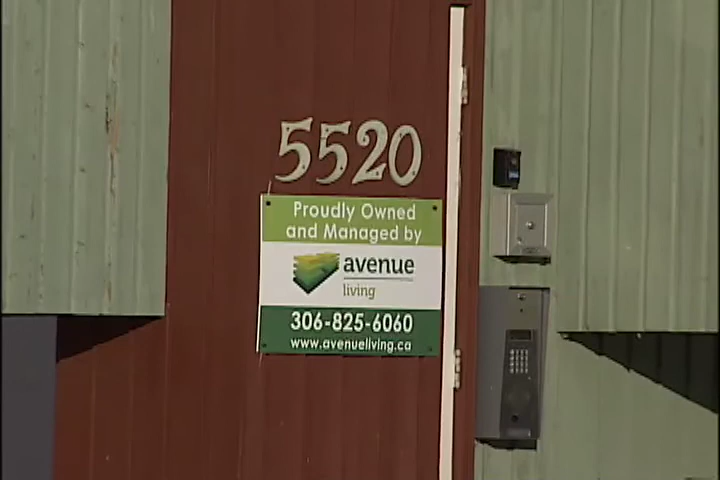 5520
Proudly Owned
and Managed by
avenue
living
306-825-6060
www.avenueliving.ca